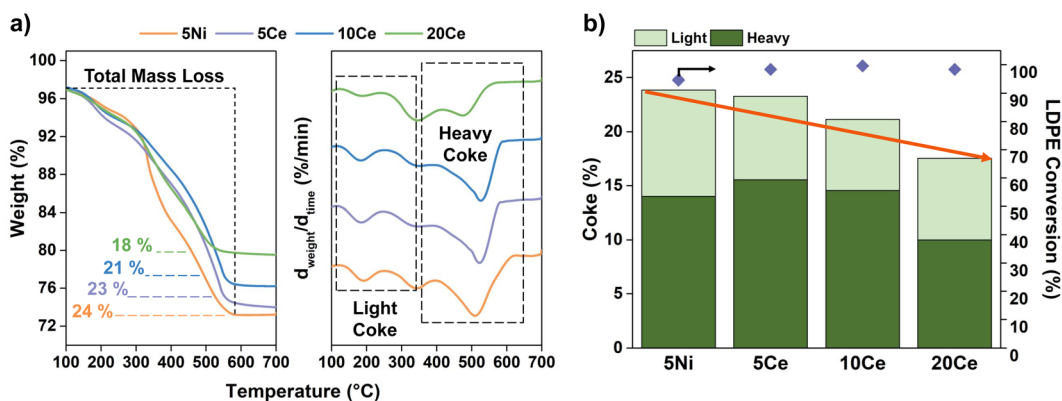 a)
5Ni 5Ce 10Ce 20Ce
Total Mass Loss
Weight (%)
96
92
88
84
80
76
72
18 %
21 %
23 %
24 %
100 200 300 400 500 600 700
d_weight/d_time (%/min)
Heavy
Coke
Light
Coke
100 200 300 400 500 600 700
Temperature (°C)
b)
Light Heavy
Coke (%)
25
20
15
10
5
0
5Ni 5Ce 10Ce 20Ce
100
90
80
70
60
50
40
30
20
10
0
LDPE Conversion (%)